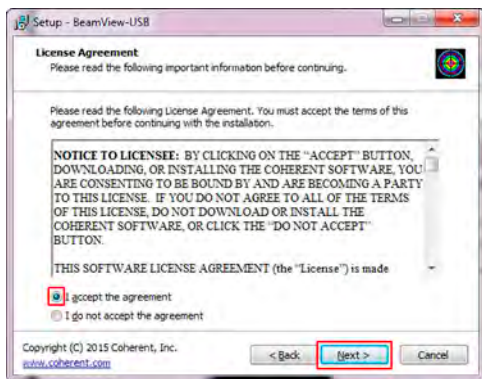 Setup - BeamView-USB
License Agreement
Please read the following important information before continuing.
Please read the following License Agreement. You must accept the terms of this
agreement before continuing with the installation.
NOTICE TO LICENSEE: BY CLICKING ON THE “ACCEPT” BUTTON,
DOWNLOADING, OR INSTALLING THE COHERENT SOFTWARE, YOU
ARE CONSENTING TO BE BOUND BY AND ARE BECOMING A PARTY
TO THIS LICENSE. IF YOU DO NOT AGREE TO ALL OF THE TERMS
OF THIS LICENSE, DO NOT DOWNLOAD OR INSTALL THE
COHERENT SOFTWARE, OR CLICK THE “DO NOT ACCEPT”
BUTTON.
THIS SOFTWARE LICENSE AGREEMENT (the “License”) is made
I accept the agreement
I do not accept the agreement
Copyright (C) 2015 Coherent, Inc.
www.coherent.com
< Back
Next >
Cancel